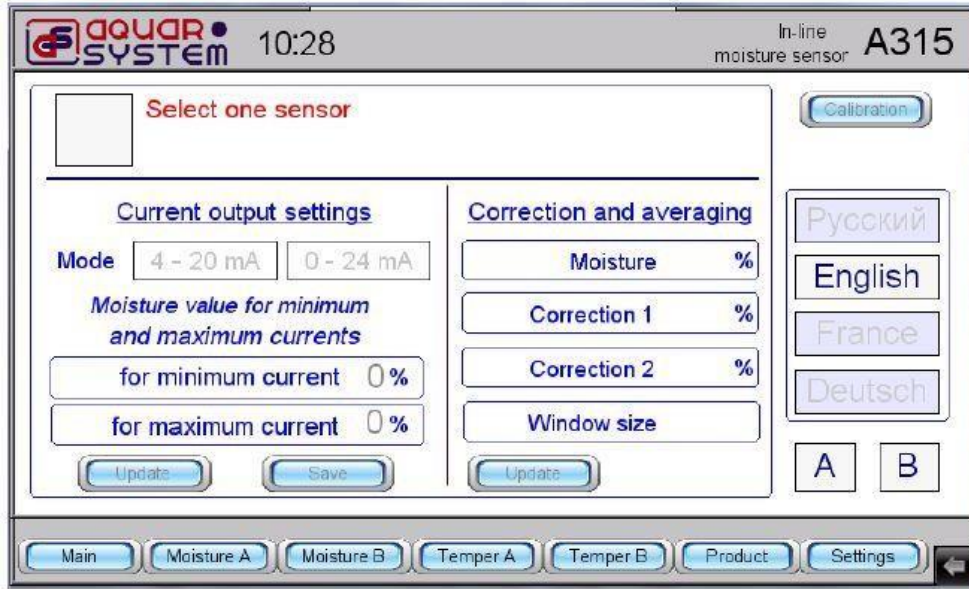 aquar
system
10:28
In-line
moisture sensor
A315
Select one sensor
Calibration
Current output settings
Mode
4 - 20 mA
0 - 24 mA
Moisture value for minimum
and maximum currents
for minimum current 0 %
for maximum current 0 %
Update
Save
Correction and averaging
Moisture %
Correction 1 %
Correction 2 %
Window size
Update
Русский
English
France
Deutsch
A
B
Main
Moisture A
Moisture B
Temper A
Temper B
Product
Settings